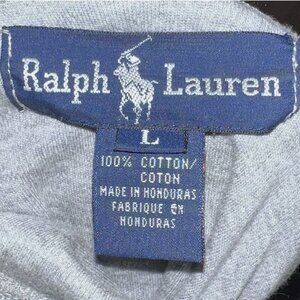 Ralph Lauren
L
100% COTTON/
COTON
MADE IN HONDURAS
FABRIQUE EN
HONDURAS